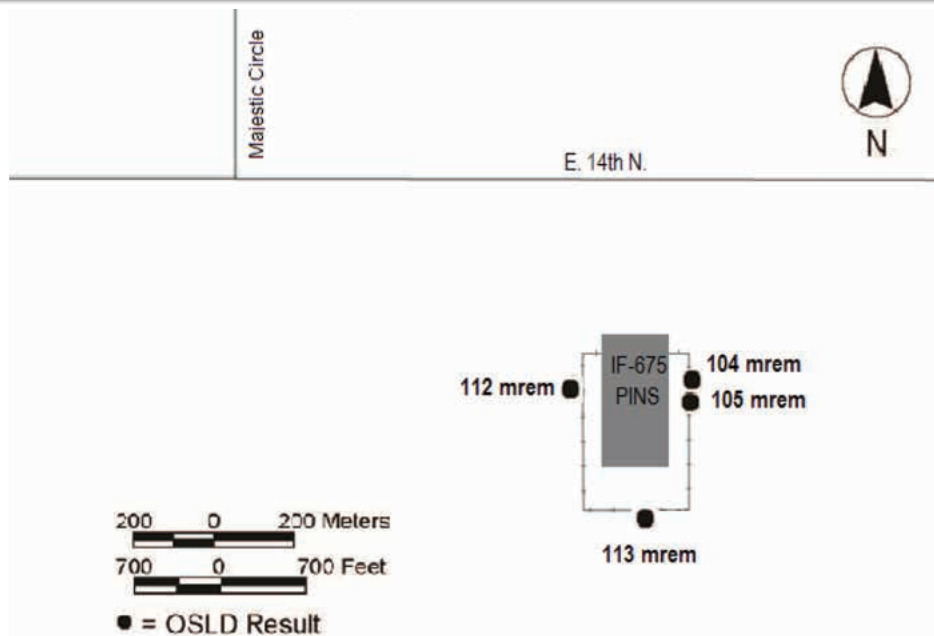 Majestic Circle
N
E. 14th N.
IF-675
PINS
104 mrem
112 mrem
105 mrem
113 mrem
200 0 200 Meters
700 0 700 Feet
= OSLD Result